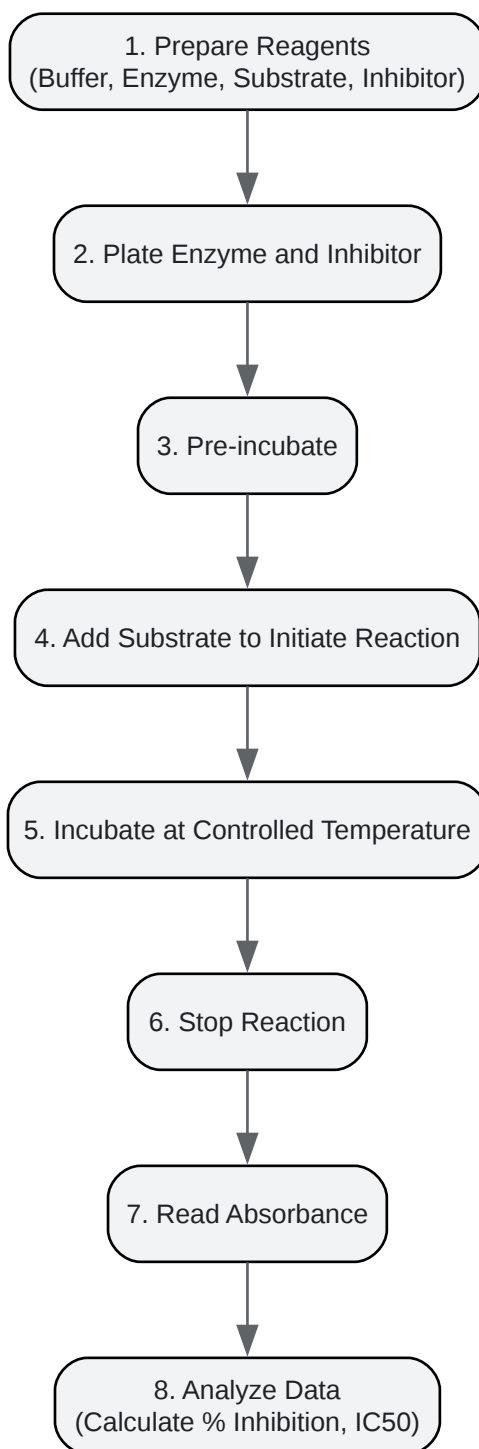 1. Prepare Reagents
(Buffer, Enzyme, Substrate, Inhibitor)
2. Plate Enzyme and Inhibitor
3. Pre-incubate
4. Add Substrate to Initiate Reaction
5. Incubate at Controlled Temperature
6. Stop Reaction
7. Read Absorbance
8. Analyze Data
(Calculate % Inhibition, IC50)